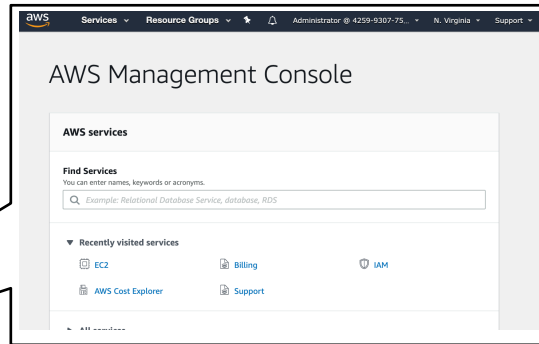 aws Services Resource Groups Administrator @ 4259-9307-75... N. Virginia Support
AWS Management Console
AWS services
Find Services
You can enter names, keywords or acronyms.
Example: Relational Database Service, database, RDS
Recently visited services
EC2 Billing IAM
AWS Cost Explorer Support
All services